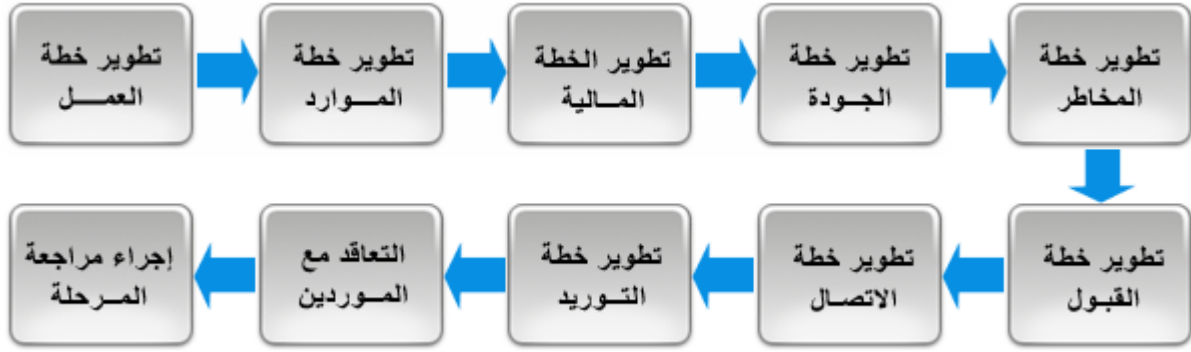 تطوير خطة
العمل
تطوير خطة
الموارد
تطوير الخطة
المالية
تطوير خطة
الجودة
تطوير خطة
المخاطر
تطوير خطة
القبول
تطوير خطة
الاتصال
تطوير خطة
التوريد
التعاقد مع
الموردين
إجراء مراجعة
المرحلة